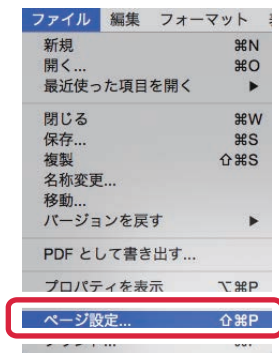 ファイル 編集 フォーマット
新規 ⌘N
開く... ⌘O
最近使った項目を開く ▶
閉じる ⌘W
保存... ⌘S
複製 ⇧⌘S
名称変更...
移動...
バージョンを戻す ▶
PDF として書き出す...
プロパティを表示 ⌥⌘P
ページ設定... ⇧⌘P